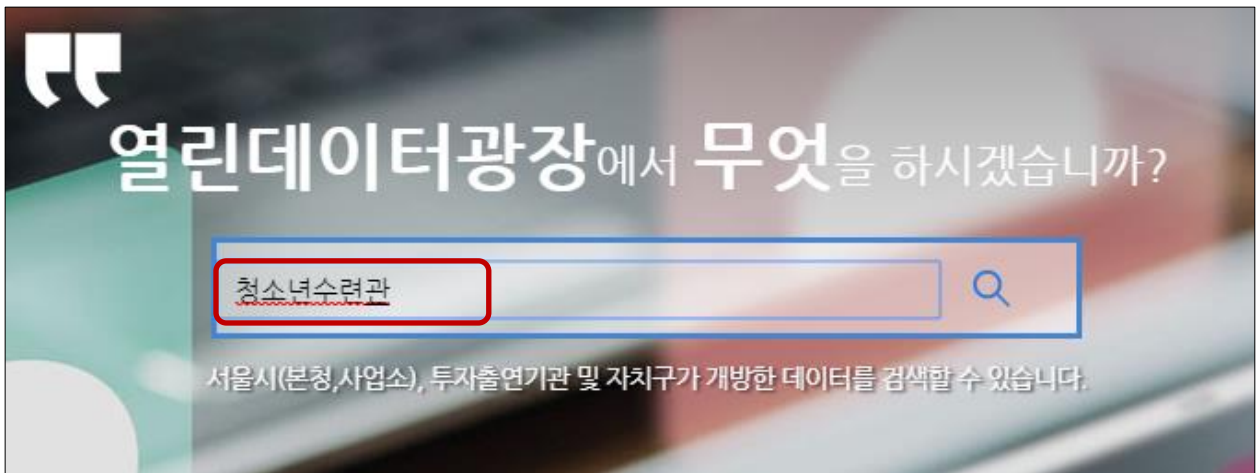 열린데이터광장에서 무엇을 하시겠습니까?
청소년수련관
서울시(본청,사업소), 투자출연기관 및 자치구가 개방한 데이터를 검색할 수 있습니다.